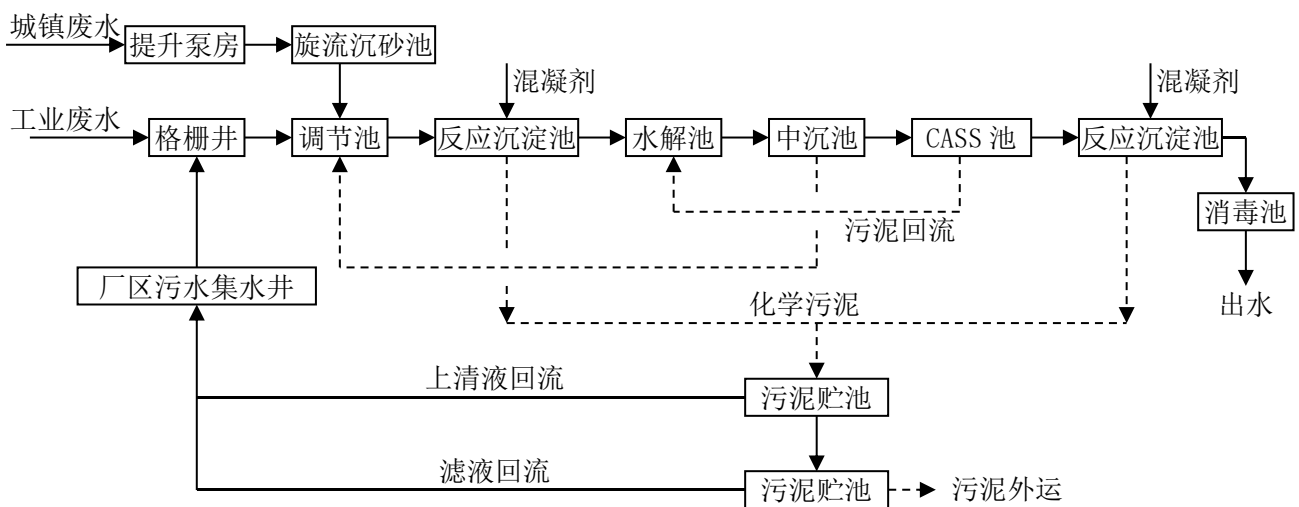 城镇废水
提升泵房
旋流沉砂池
混凝剂
混凝剂
工业废水
格栅井
调节池
反应沉淀池
水解池
中沉池
CASS 池
反应沉淀池
消毒池
污泥回流
厂区污水集水井
化学污泥
出水
上清液回流
污泥贮池
滤液回流
污泥贮池
污泥外运